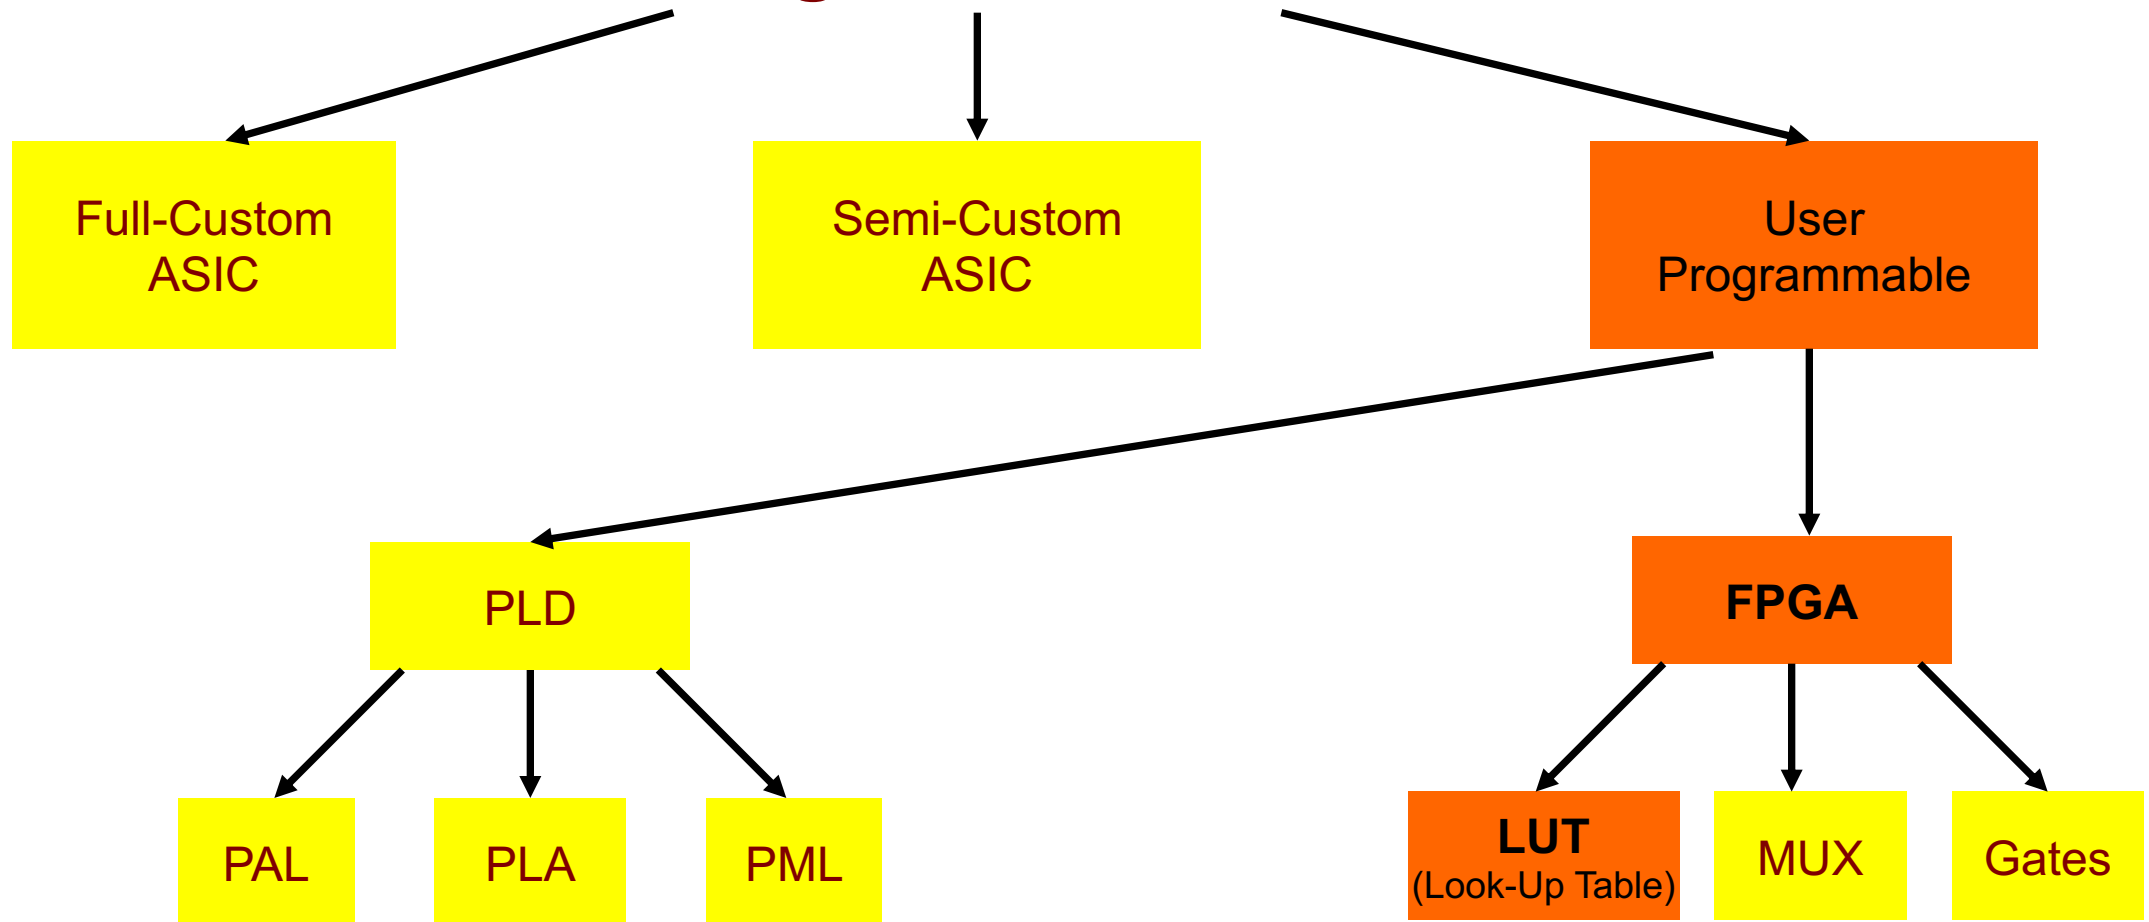 Full-Custom
ASIC
Semi-Custom
ASIC
User
Programmable
PLD
FPGA
PAL
PLA
PML
LUT
(Look-Up Table)
MUX
Gates